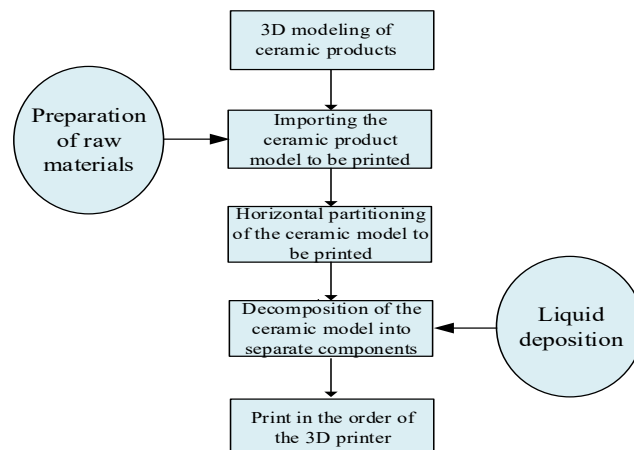 3D modeling of
ceramic products
Preparation
of raw
materials
Importing the
ceramic product
model to be printed
Horizontal partitioning
of the ceramic model to
be printed
Decomposition of the
ceramic model into
separate components
Liquid
deposition
Print in the order of
the 3D printer